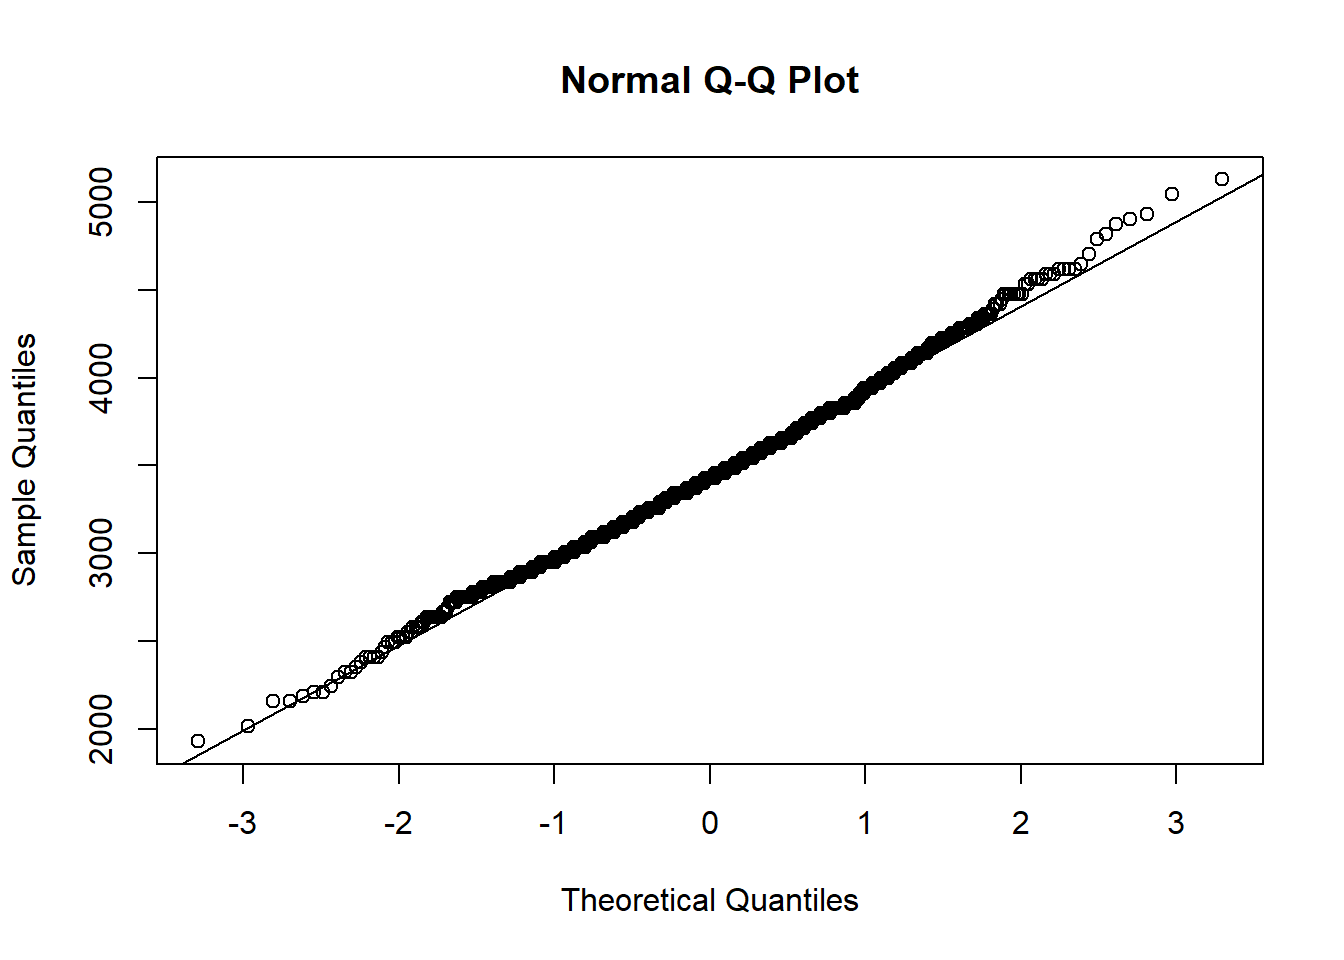 Normal Q-Q Plot
Sample Quantiles
5000
4000
3000
2000
-3 -2 -1 0 1 2 3
Theoretical Quantiles